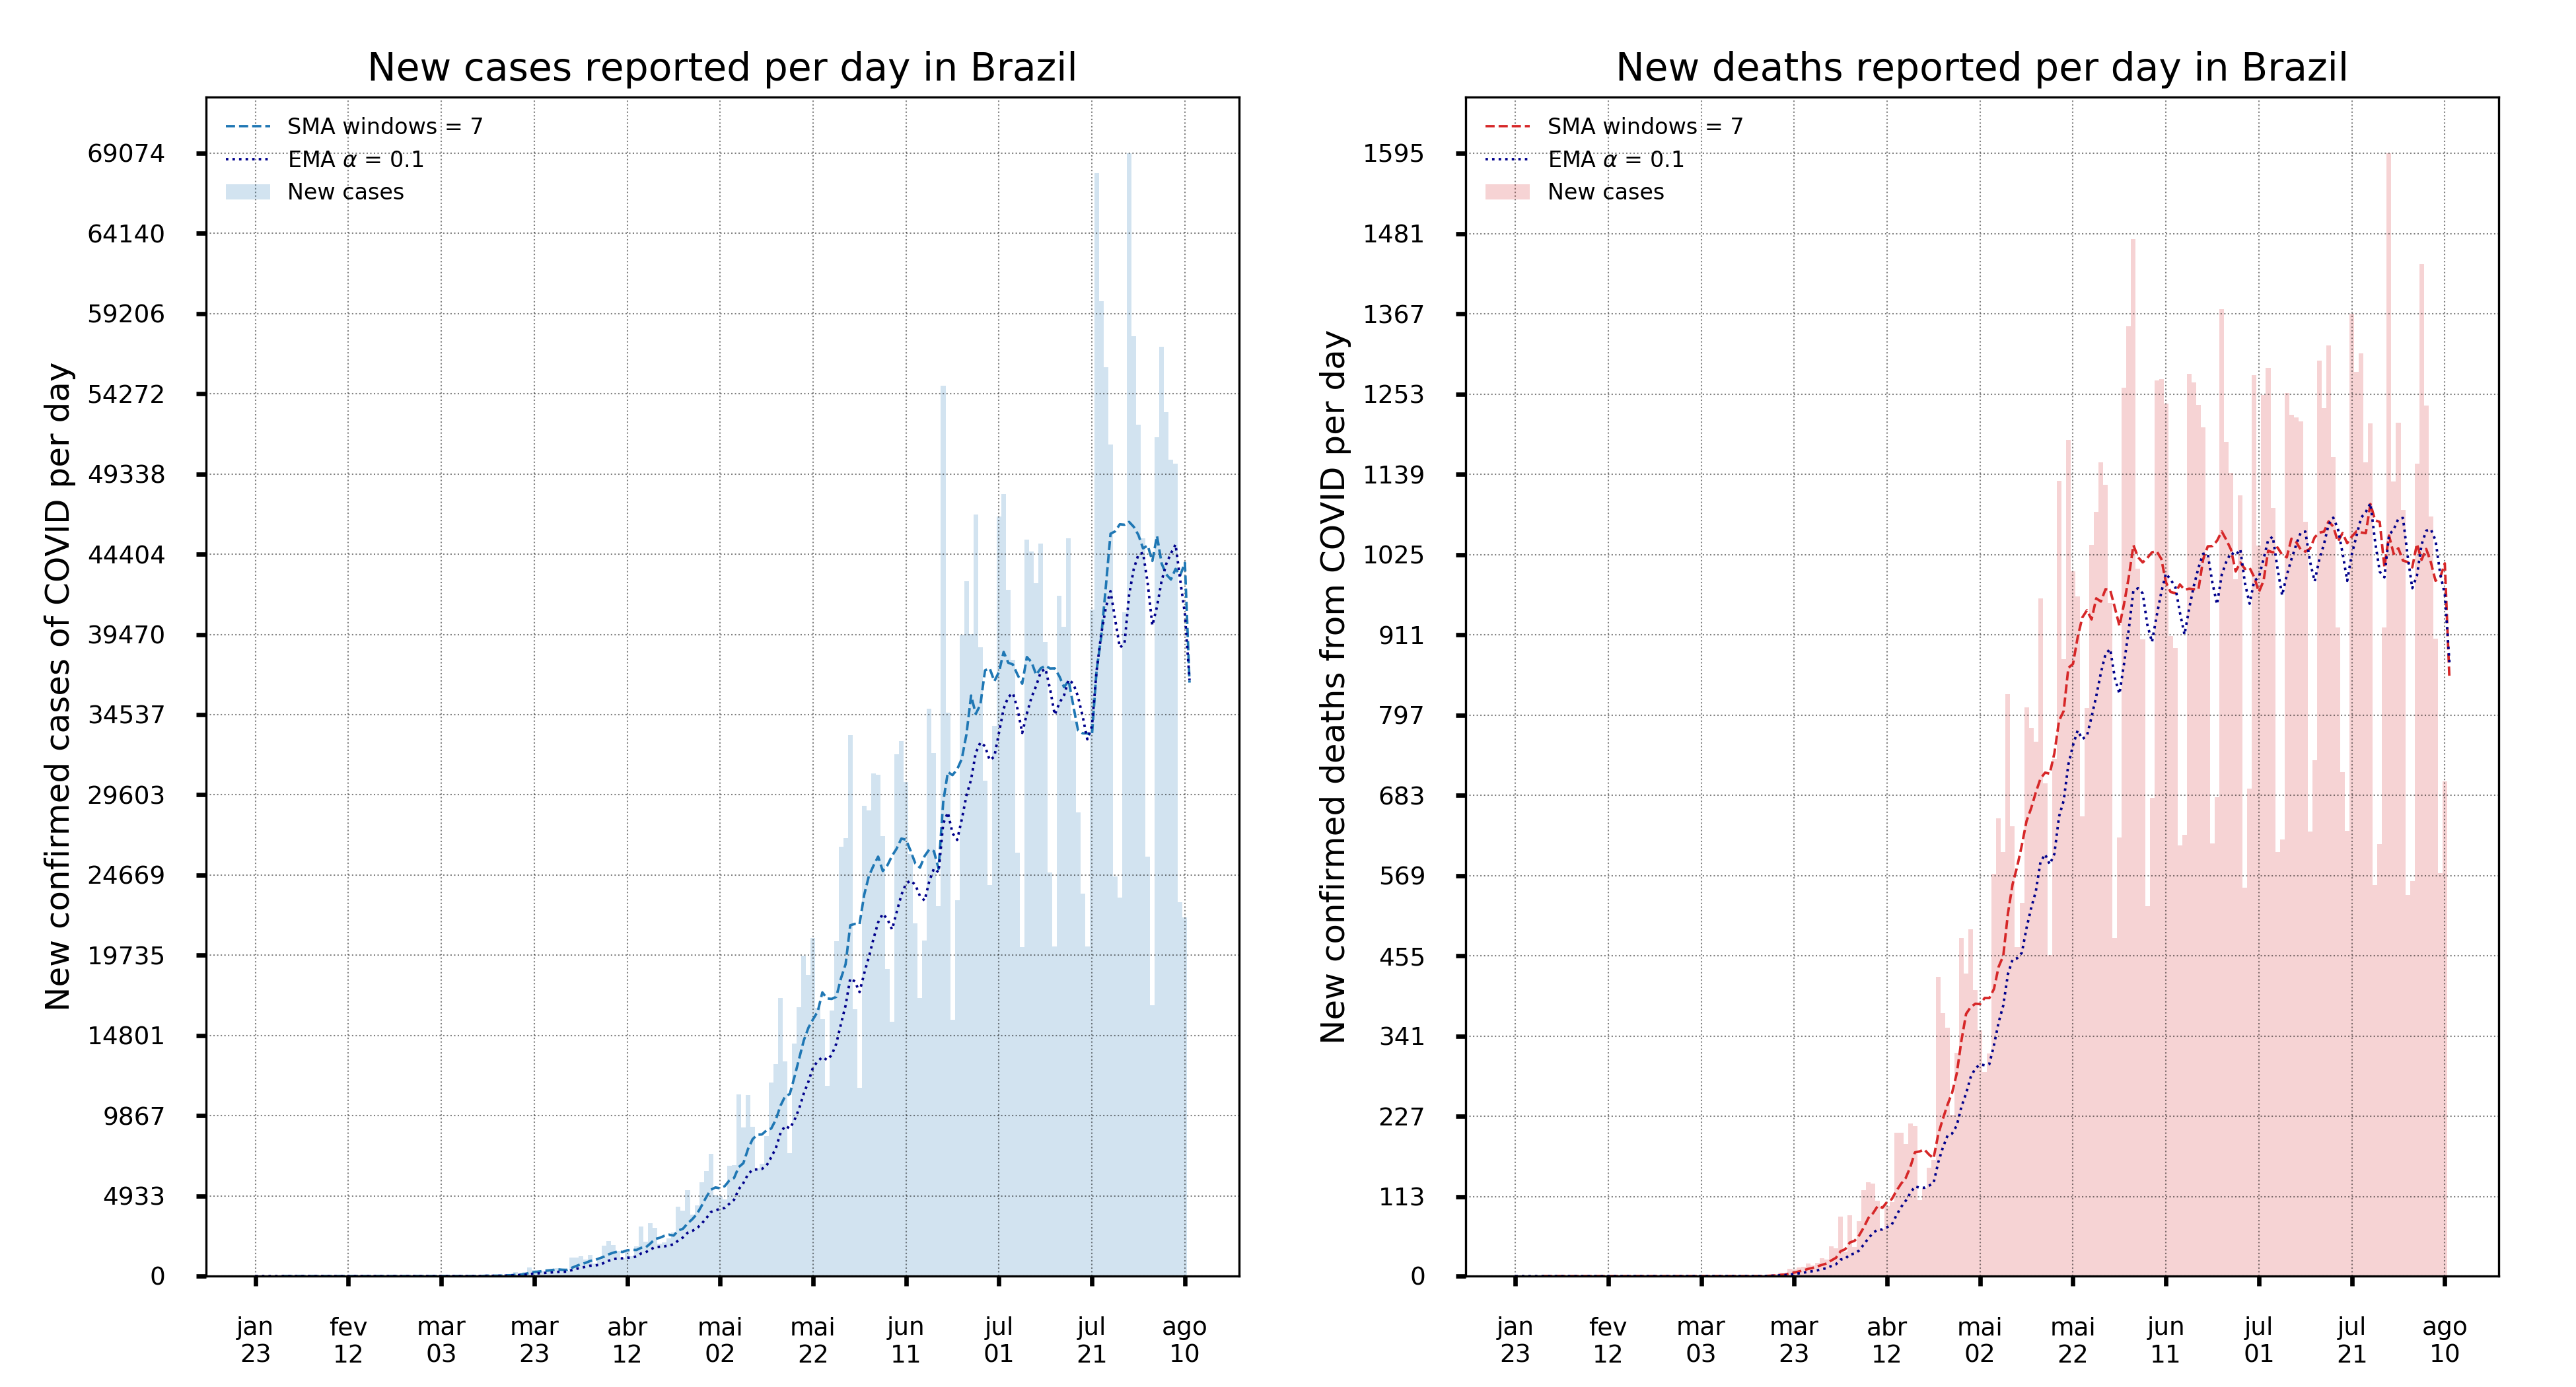 New cases reported per day in Brazil
SMA windows = 7
EMA α = 0.1
New cases
New confirmed cases of COVID per day
69074
64140
59206
54272
49338
44404
39470
34537
29603
24669
19735
14801
9867
4933
0
jan fev mar mar abr mai mai jun jul jul ago
23 12 03 23 12 02 22 11 01 21 10
New deaths reported per day in Brazil
SMA windows = 7
EMA α = 0.1
New cases
New confirmed deaths from COVID per day
1595
1481
1367
1253
1139
1025
911
797
683
569
455
341
227
113
0
jan fev mar mar abr mai mai jun jul jul ago
23 12 03 23 12 02 22 11 01 21 10